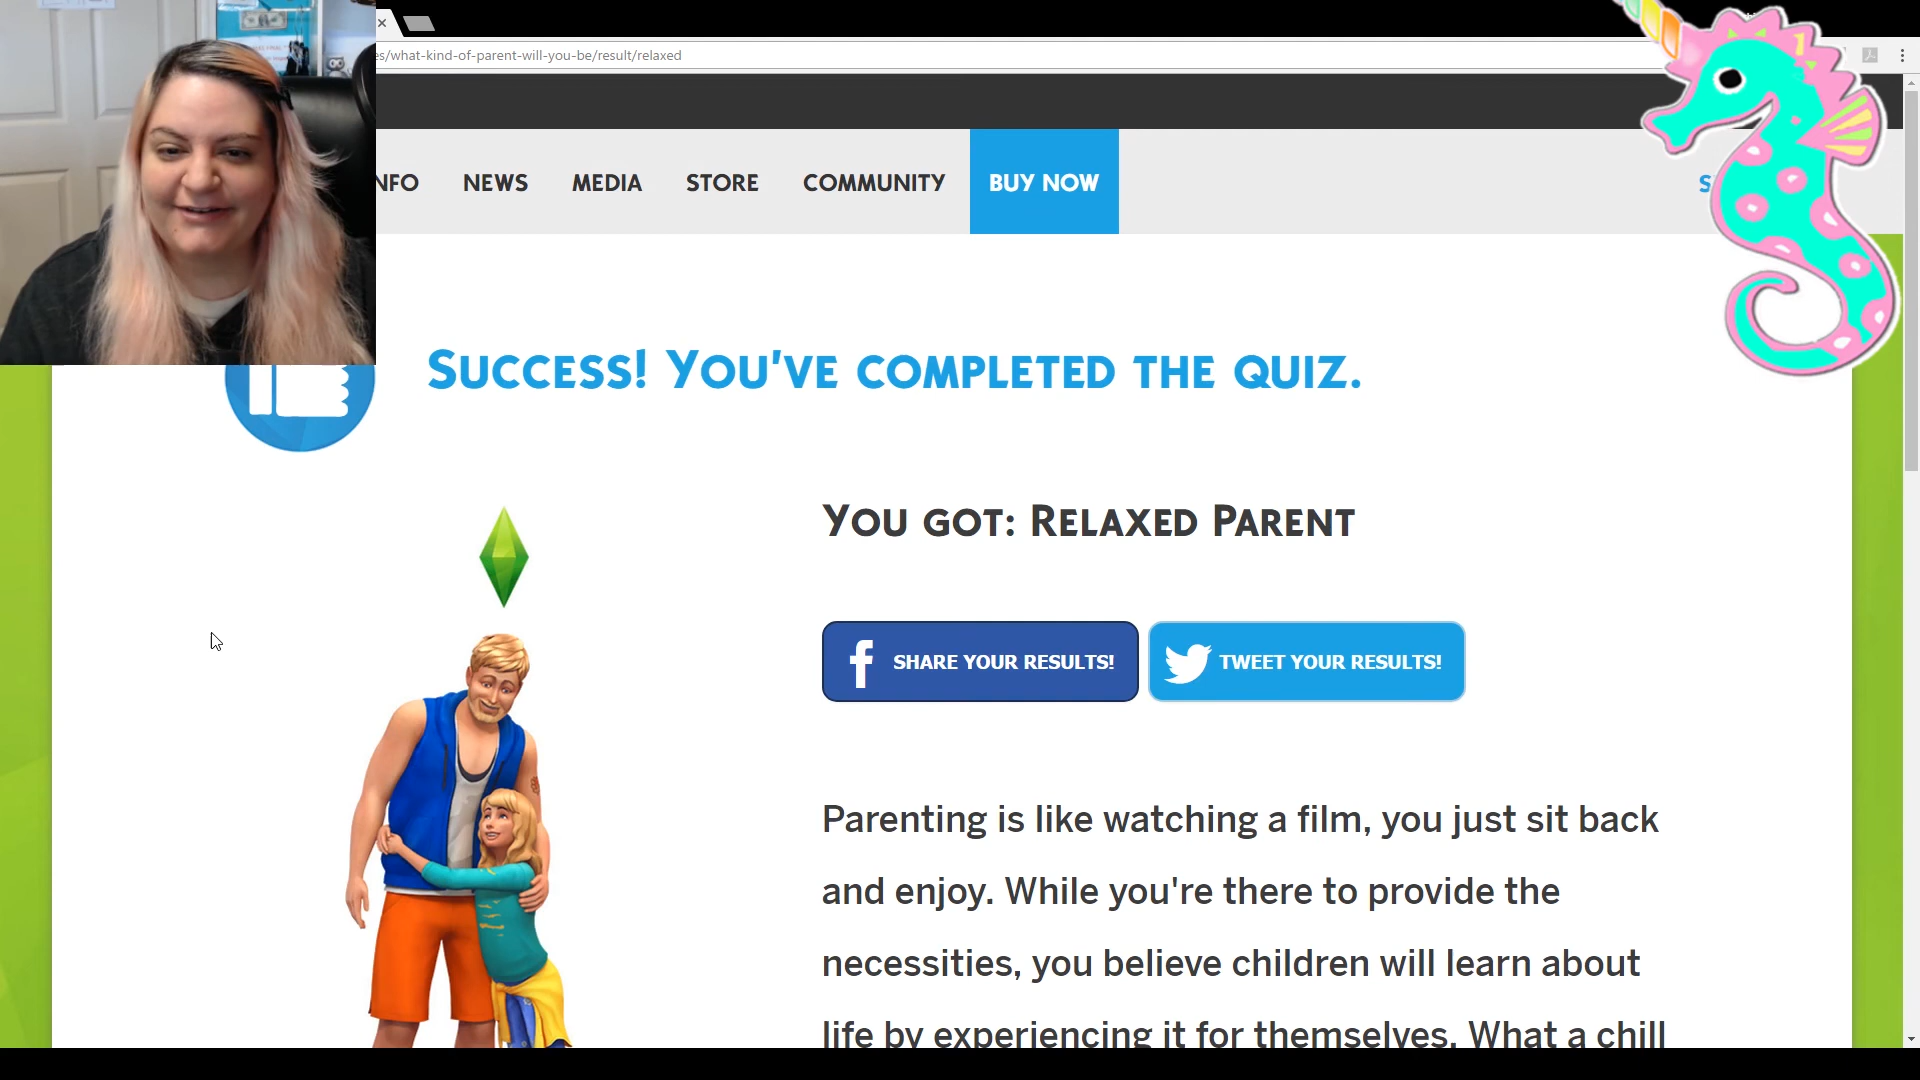 es/what-kind-of-parent-will-you-be/result/relaxed
NFO NEWS MEDIA STORE COMMUNITY BUY NOW S
SUCCESS! YOU'VE COMPLETED THE QUIZ.
YOU GOT: RELAXED PARENT
f SHARE YOUR RESULTS! TWEET YOUR RESULTS!
Parenting is like watching a film, you just sit back
and enjoy. While you're there to provide the
necessities, you believe children will learn about
life by experiencing it for themselves. What a chill